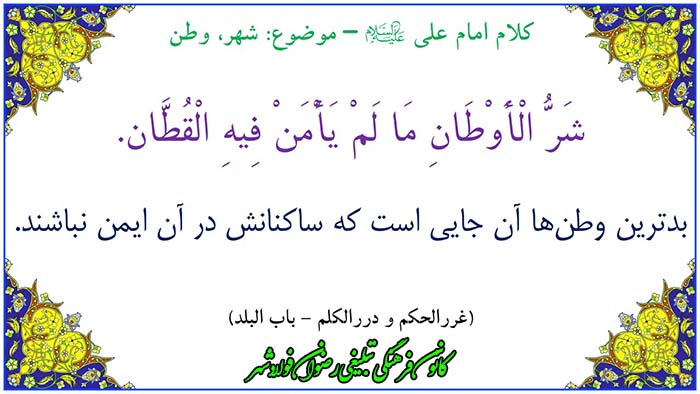 کلام امام علی علیه‌السلام – موضوع: شهر، وطن
شَرُّ الْأَوْطَانِ مَا لَمْ يَأْمَنْ فِيهِ الْقُطَّان.
بدترین وطن‌ها آن جایی است که ساکنانش در آن ایمن نباشند.
(غررالحکم و دررالکلم – باب البلد)
کانون فرهنگی تبلیغی رضوان فولادشهر